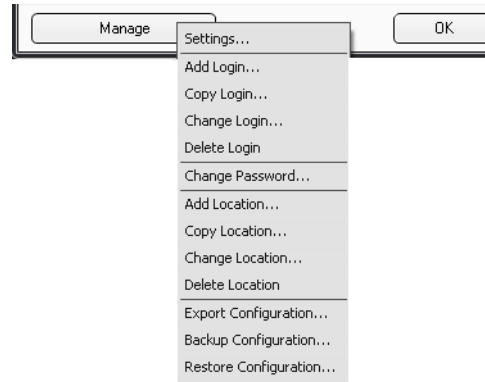 Manage
OK
Settings...
Add Login...
Copy Login...
Change Login...
Delete Login
Change Password...
Add Location...
Copy Location...
Change Location...
Delete Location
Export Configuration...
Backup Configuration...
Restore Configuration...